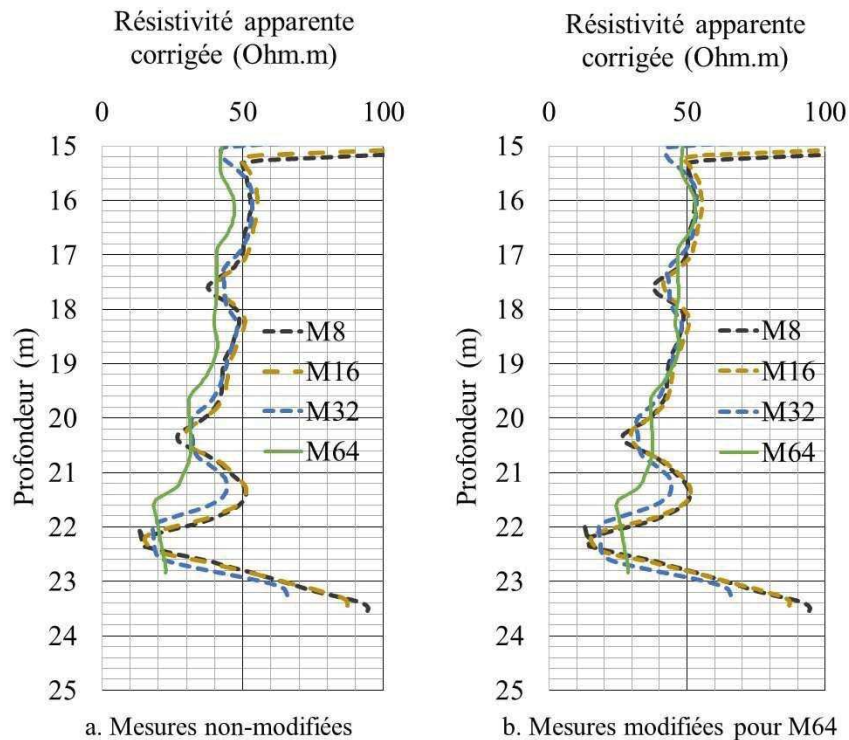 Résistivité apparente
corrigée (Ohm.m)
0 50 100
Profondeur (m)
15
16
17
18
19
20
21
22
23
24
25
M8
M16
M32
M64
a. Mesures non-modifiées
Résistivité apparente
corrigée (Ohm.m)
0 50 100
Profondeur (m)
15
16
17
18
19
20
21
22
23
24
25
M8
M16
M32
M64
b. Mesures modifiées pour M64